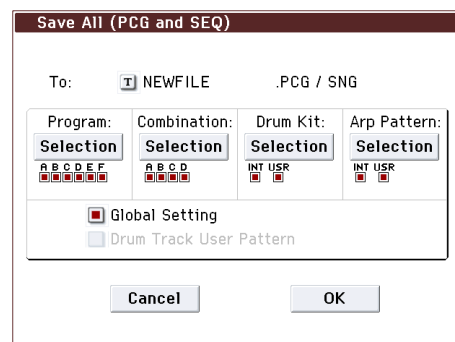 Save All (PCG and SEQ)
To: T NEWFILE .PCG / SNG
Program: Combination: Drum Kit: Arp Pattern:
Selection Selection Selection Selection
A B C D E F A B C D INT USR INT USR
Global Setting
Drum Track User Pattern
Cancel OK